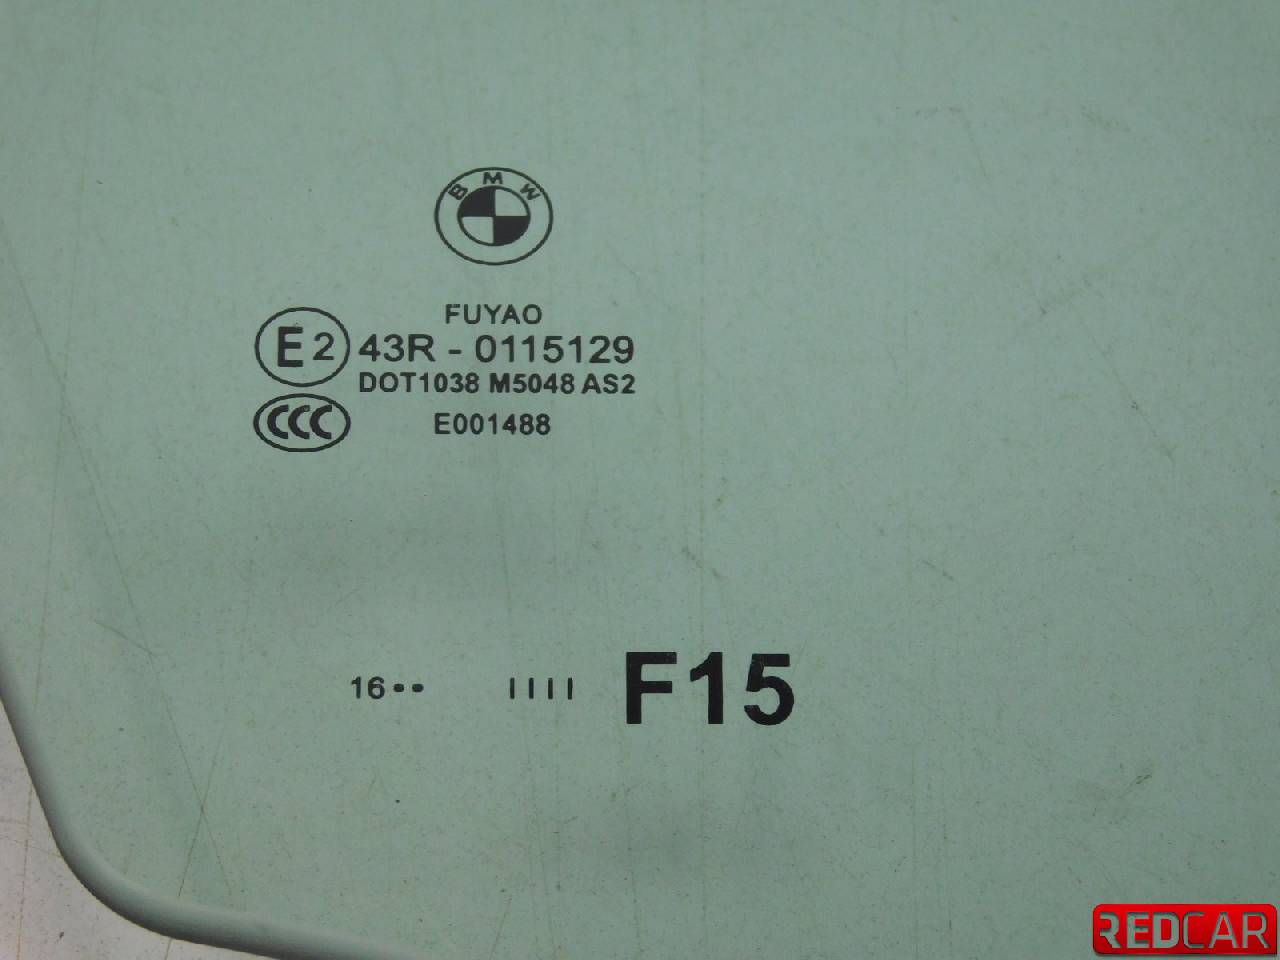 BMW
FUYAO
E2 43R - 0115129
DOT1038 M5048 AS2
CCC E001488
16•• IIII F15
REDCAR